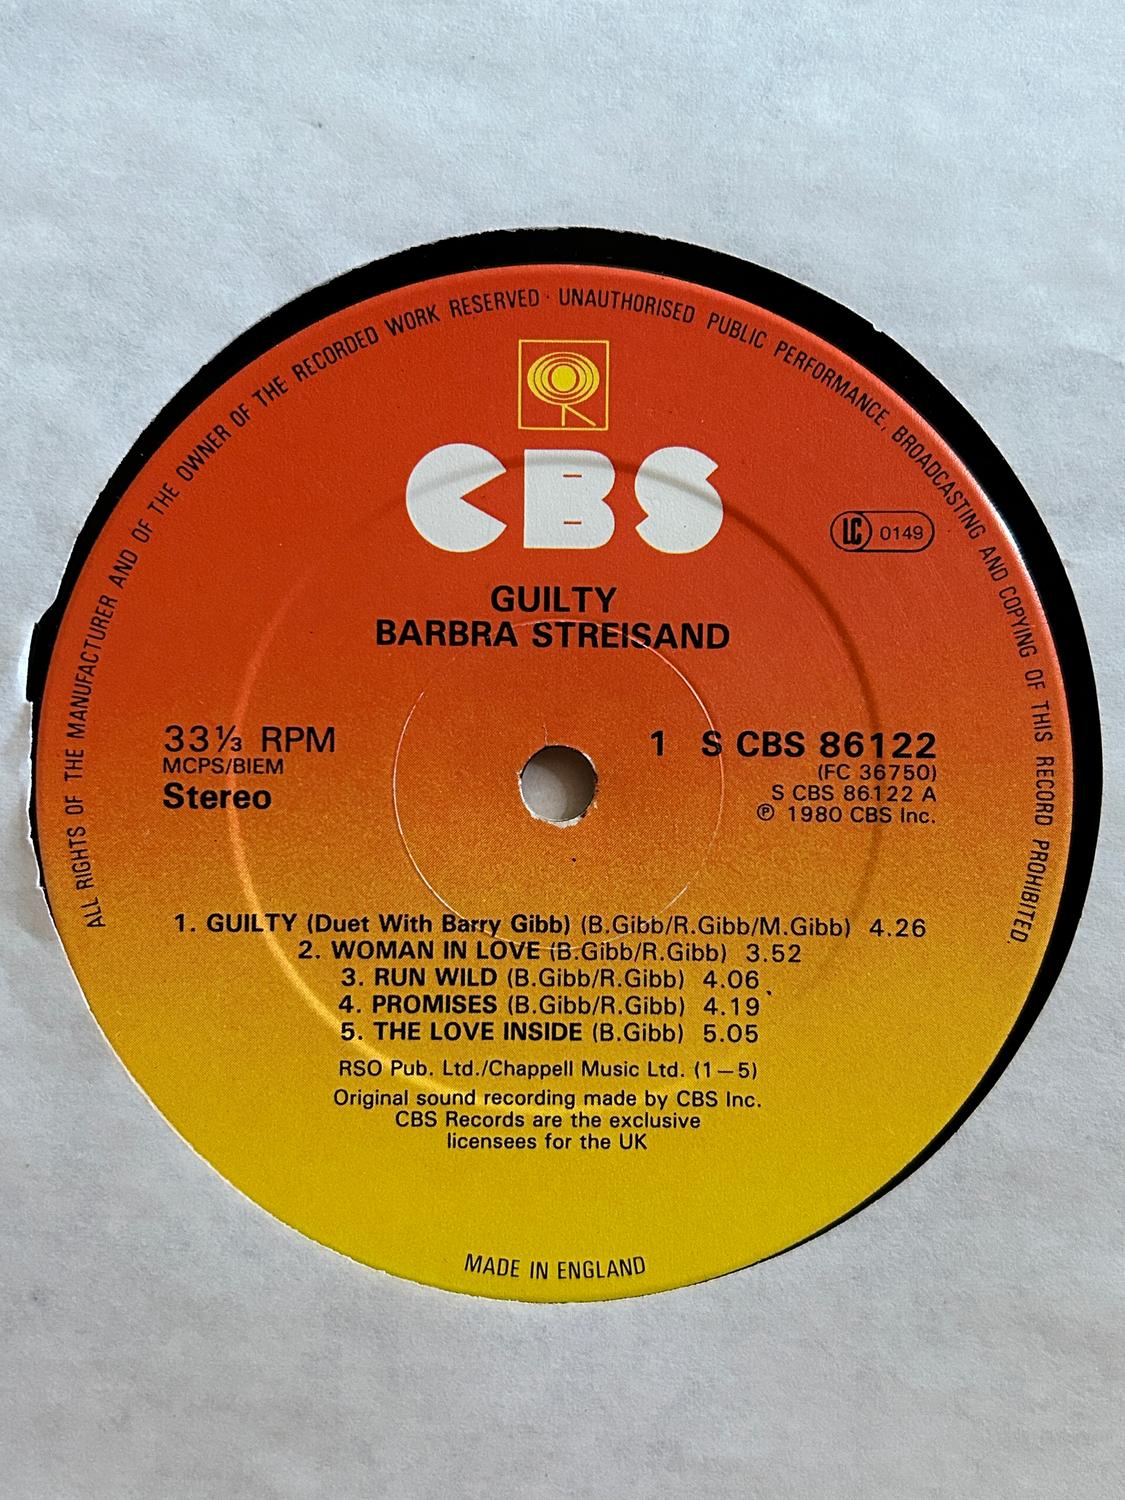 ALL RIGHTS OF THE MANUFACTURER AND OF THE OWNER OF THE RECORDED WORK RESERVED · UNAUTHORISED PUBLIC PERFORMANCE, BROADCASTING AND COPYING OF THIS RECORD PROHIBITED
CBS
LC 0149
GUILTY
BARBRA STREISAND
33⅓ RPM
MCPS/BIEM
Stereo
1 S CBS 86122
(FC 36750)
S CBS 86122 A
℗ 1980 CBS Inc.
1. GUILTY (Duet With Barry Gibb) (B.Gibb/R.Gibb/M.Gibb) 4.26
2. WOMAN IN LOVE (B.Gibb/R.Gibb) 3.52
3. RUN WILD (B.Gibb/R.Gibb) 4.06
4. PROMISES (B.Gibb/R.Gibb) 4.19
5. THE LOVE INSIDE (B.Gibb) 5.05
RSO Pub. Ltd./Chappell Music Ltd. (1—5)
Original sound recording made by CBS Inc.
CBS Records are the exclusive
licensees for the UK
MADE IN ENGLAND